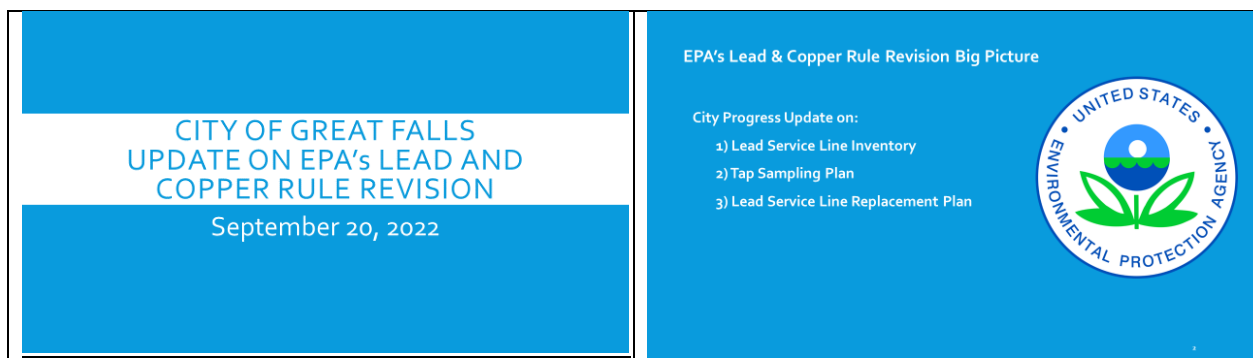 CITY OF GREAT FALLS
UPDATE ON EPA's LEAD AND
COPPER RULE REVISION
September 20, 2022
EPA's Lead & Copper Rule Revision Big Picture
City Progress Update on:
1) Lead Service Line Inventory
2) Tap Sampling Plan
3) Lead Service Line Replacement Plan
UNITED STATES
ENVIRONMENTAL PROTECTION AGENCY
2